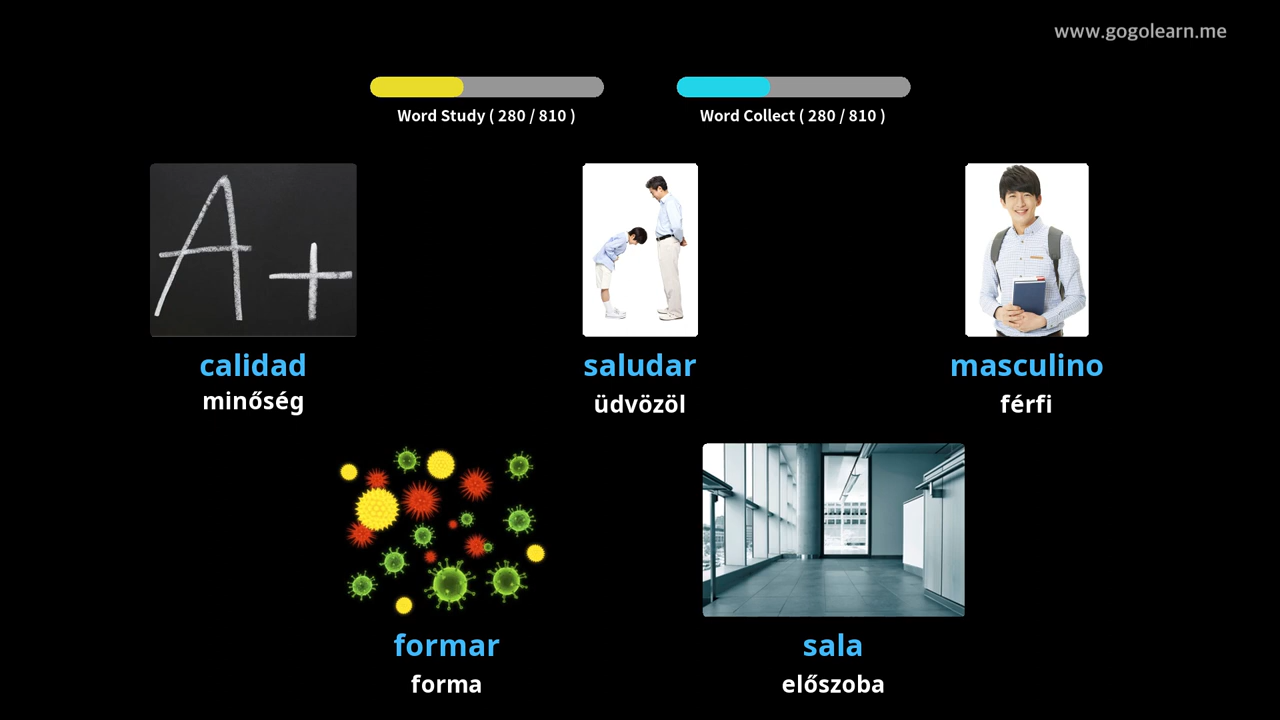 www.gogolearn.me
Word Study ( 280 / 810 )
Word Collect ( 280 / 810 )
A+
calidad
minőség
saludar
üdvözöl
masculino
férfi
formar
forma
sala
előszoba